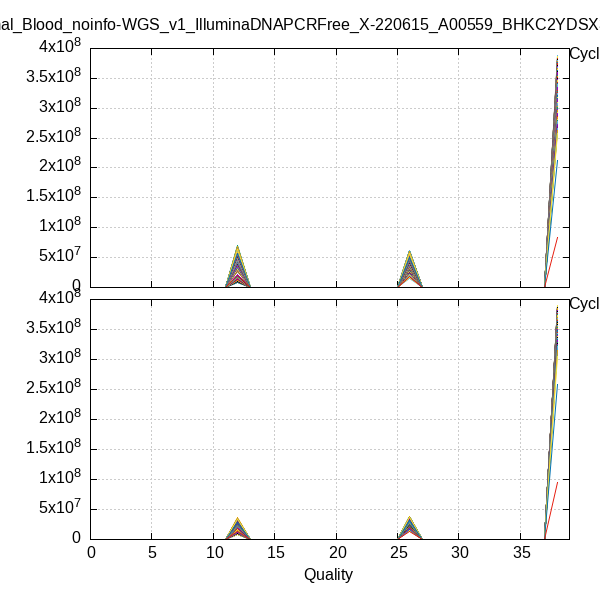 nal_Blood_noinfo-WGS_v1_IlluminaDNAPCRFree_X-220615_A00559_BHKC2YDSX
4x10^8
Cycl
3.5x10^8
3x10^8
2.5x10^8
2x10^8
1.5x10^8
1x10^8
5x10^7
0
4x10^8
Cycl
3.5x10^8
3x10^8
2.5x10^8
2x10^8
1.5x10^8
1x10^8
5x10^7
0
0 5 10 15 20 25 30 35
Quality